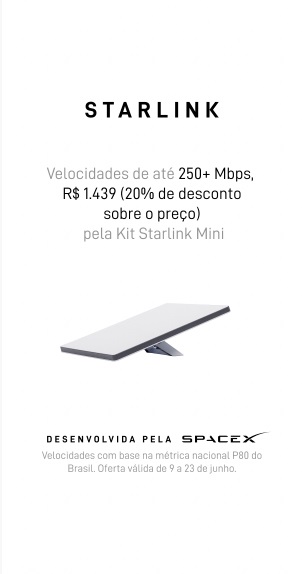 STARLINK
Velocidades de até 250+ Mbps,
R$ 1.439 (20% de desconto
sobre o preço)
pela Kit Starlink Mini
DESENVOLVIDA PELA SPACEX
Velocidades com base na métrica nacional P80 do
Brasil. Oferta válida de 9 a 23 de junho.